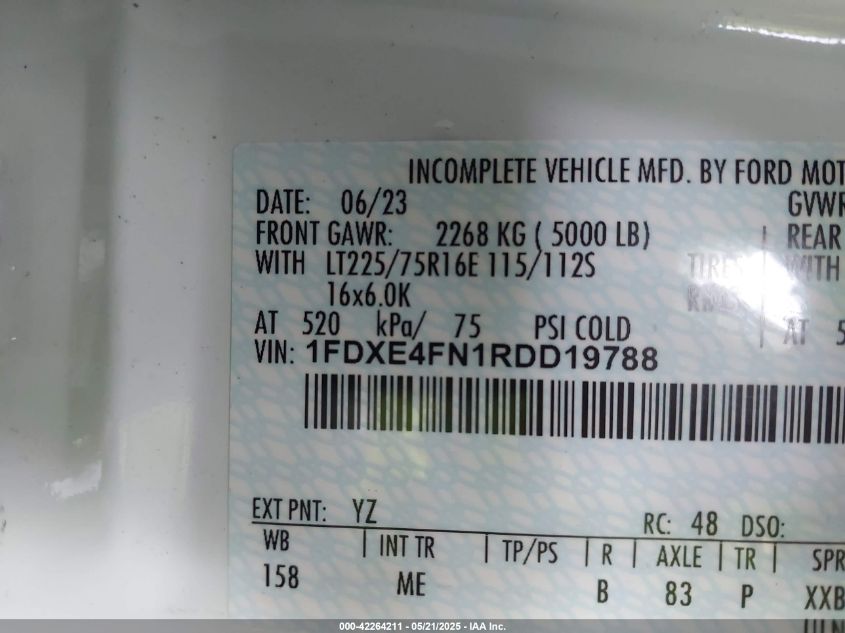 INCOMPLETE VEHICLE MFD. BY FORD MOT
DATE: 06/23 GVWR
FRONT GAWR: 2268 KG ( 5000 LB) REAR
WITH LT225/75R16E 115/112S TIRES WITH
16x6.0K
AT 520 kPa/ 75 PSI COLD AT 5
VIN: 1FDXE4FN1RDD19788
EXT PNT: YZ RC: 48 DSO:
WB INT TR TP/PS R AXLE TR SPR
158 ME B 83 P XXB
000-42264211 - 05/21/2025 - IAA Inc.